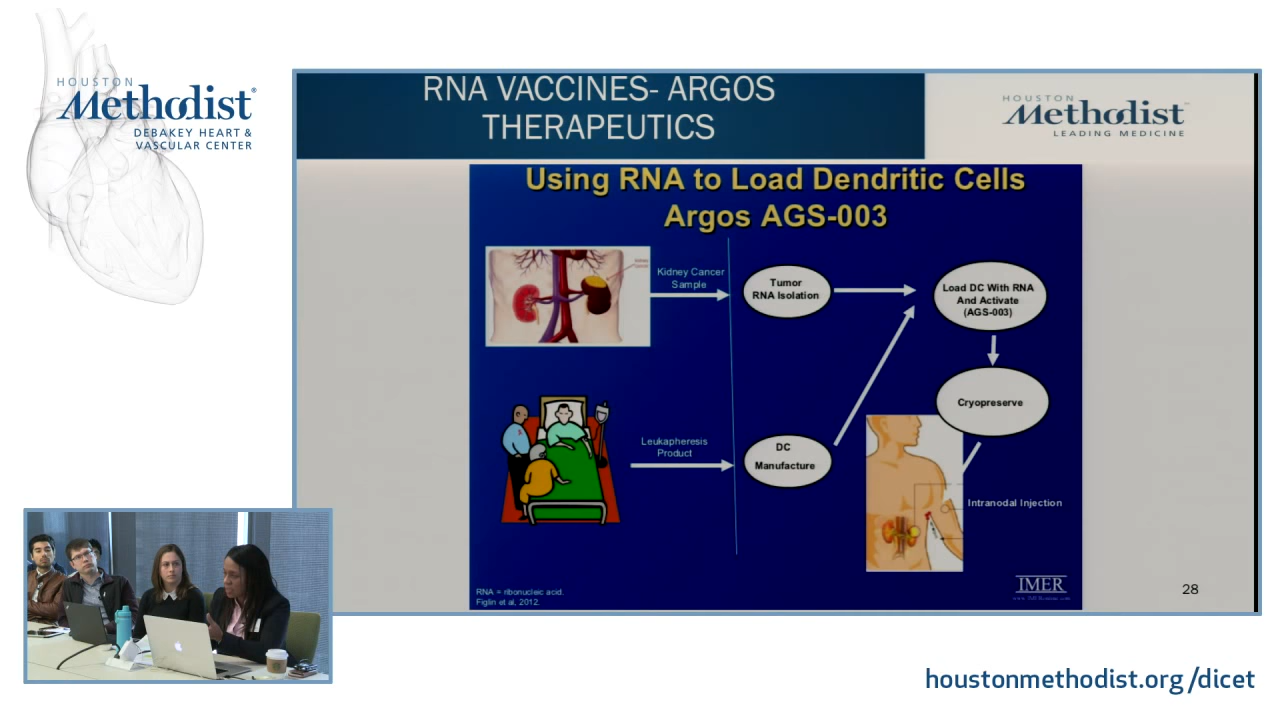 HOUSTON
Methodist®
DEBAKEY HEART &
VASCULAR CENTER
RNA VACCINES- ARGOS
THERAPEUTICS
HOUSTON
Methodist
LEADING MEDICINE
Using RNA to Load Dendritic Cells
Argos AGS-003
Kidney Cancer
Sample
Tumor
RNA Isolation
Load DC With RNA
And Activate
(AGS-003)
Cryopreserve
Leukapheresis
Product
DC
Manufacture
Intranodal Injection
RNA = ribonucleic acid.
Figlin et al, 2012.
IMER
28
houstonmethodist.org/dicet